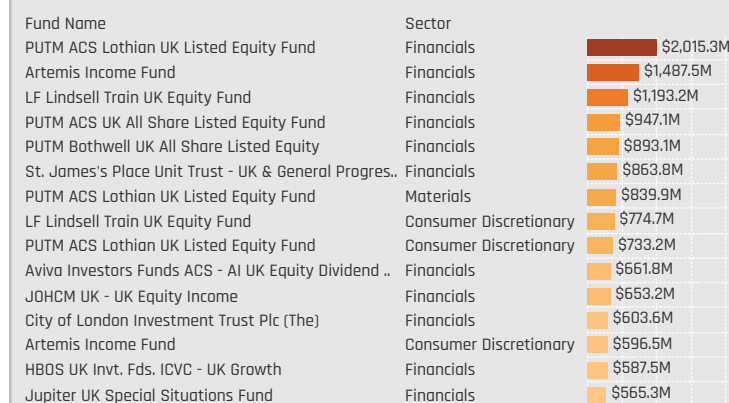 Fund Name Sector
PUTM ACS Lothian UK Listed Equity Fund Financials $2,015.3M
Artemis Income Fund Financials $1,487.5M
LF Lindsell Train UK Equity Fund Financials $1,193.2M
PUTM ACS UK All Share Listed Equity Fund Financials $947.1M
PUTM Bothwell UK All Share Listed Equity Financials $893.1M
St. James's Place Unit Trust - UK & General Progres.. Financials $863.8M
PUTM ACS Lothian UK Listed Equity Fund Materials $839.9M
LF Lindsell Train UK Equity Fund Consumer Discretionary $774.7M
PUTM ACS Lothian UK Listed Equity Fund Consumer Discretionary $733.2M
Aviva Investors Funds ACS - AI UK Equity Dividend .. Financials $661.8M
JOHCM UK - UK Equity Income Financials $653.2M
City of London Investment Trust Plc (The) Financials $603.6M
Artemis Income Fund Consumer Discretionary $596.5M
HBOS UK Invt. Fds. ICVC - UK Growth Financials $587.5M
Jupiter UK Special Situations Fund Financials $565.3M